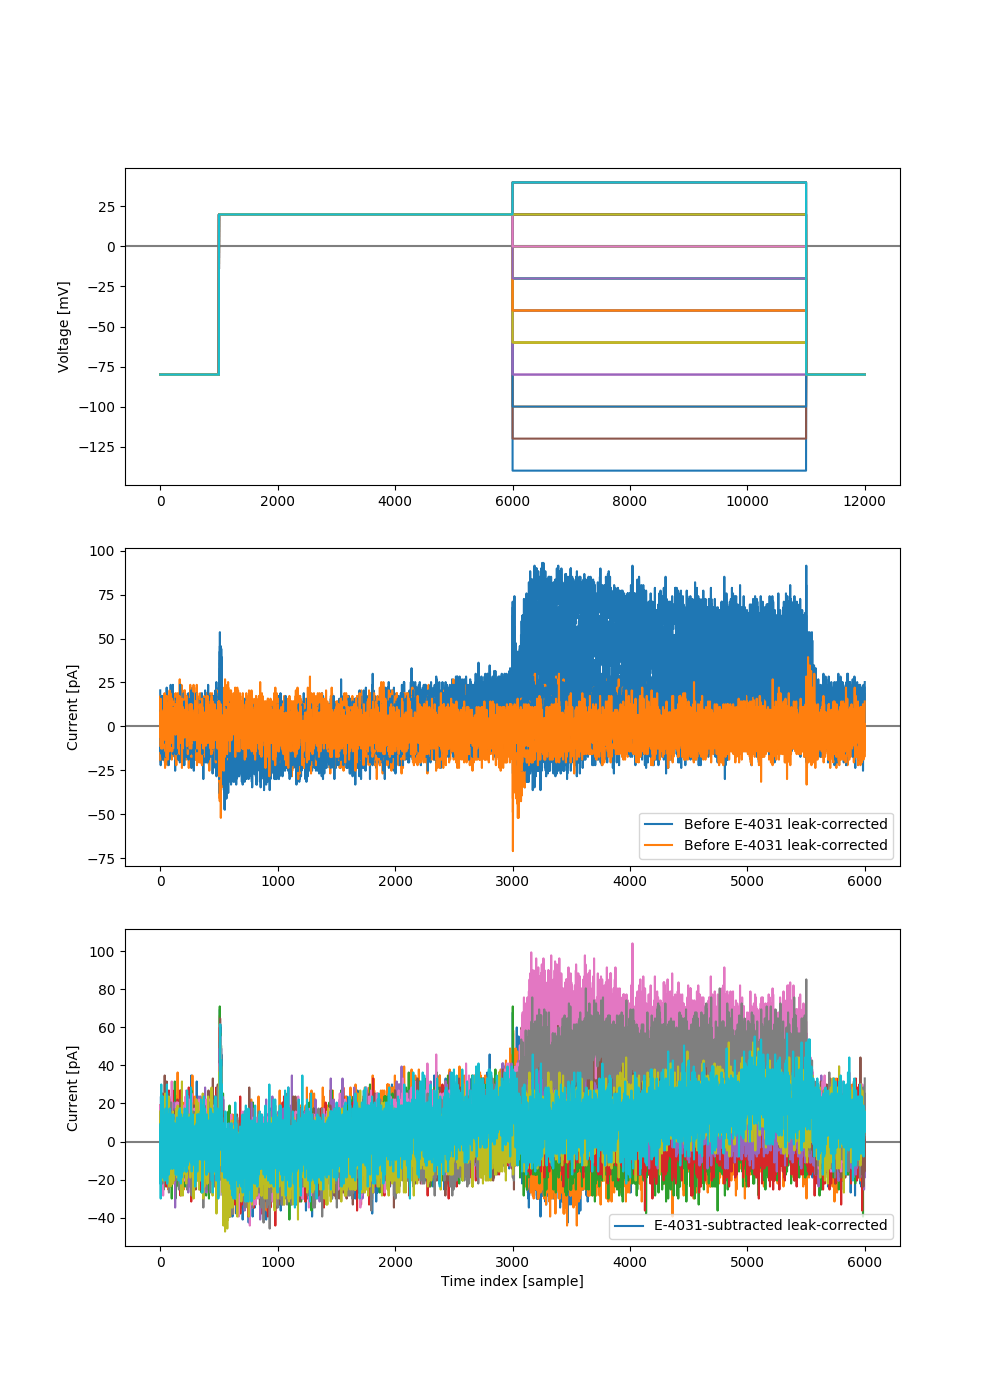 25
0
−25
−50
−75
−100
−125
Voltage [mV]
0 2000 4000 6000 8000 10000 12000
100
75
50
25
0
−25
−50
−75
Current [pA]
Before E-4031 leak-corrected
Before E-4031 leak-corrected
0 1000 2000 3000 4000 5000 6000
100
80
60
40
20
0
−20
−40
Current [pA]
E-4031-subtracted leak-corrected
0 1000 2000 3000 4000 5000 6000
Time index [sample]